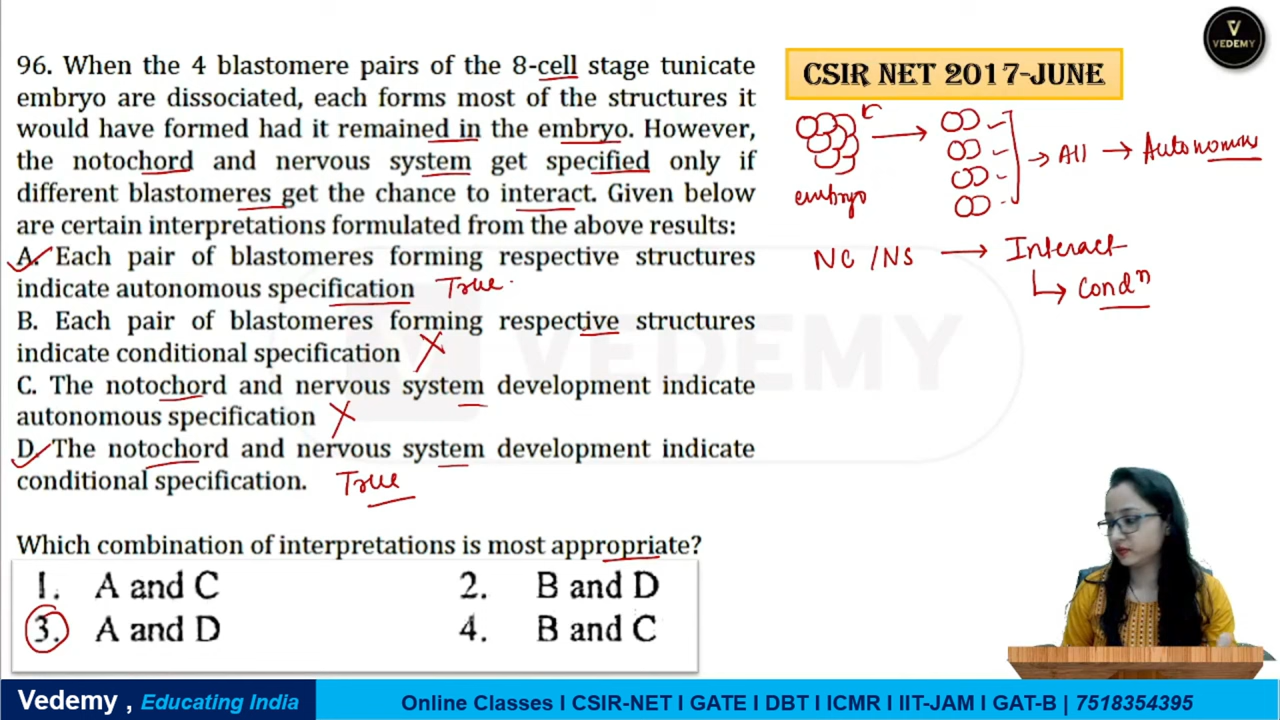 VEDEMY
96. When the 4 blastomere pairs of the 8-cell stage tunicate
embryo are dissociated, each forms most of the structures it
would have formed had it remained in the embryo. However,
the notochord and nervous system get specified only if
different blastomeres get the chance to interact. Given below
are certain interpretations formulated from the above results:
A. Each pair of blastomeres forming respective structures
indicate autonomous specification True.
B. Each pair of blastomeres forming respective structures
indicate conditional specification
C. The notochord and nervous system development indicate
autonomous specification
D. The notochord and nervous system development indicate
conditional specification. True
Which combination of interpretations is most appropriate?
1. A and C 2. B and D
3. A and D 4. B and C
CSIR NET 2017-JUNE
embryo
All
Autonomous
NC / NS
Interact
Condⁿ
VEDEMY
Vedemy , Educating India
Online Classes I CSIR-NET I GATE I DBT I ICMR I IIT-JAM I GAT-B | 7518354395